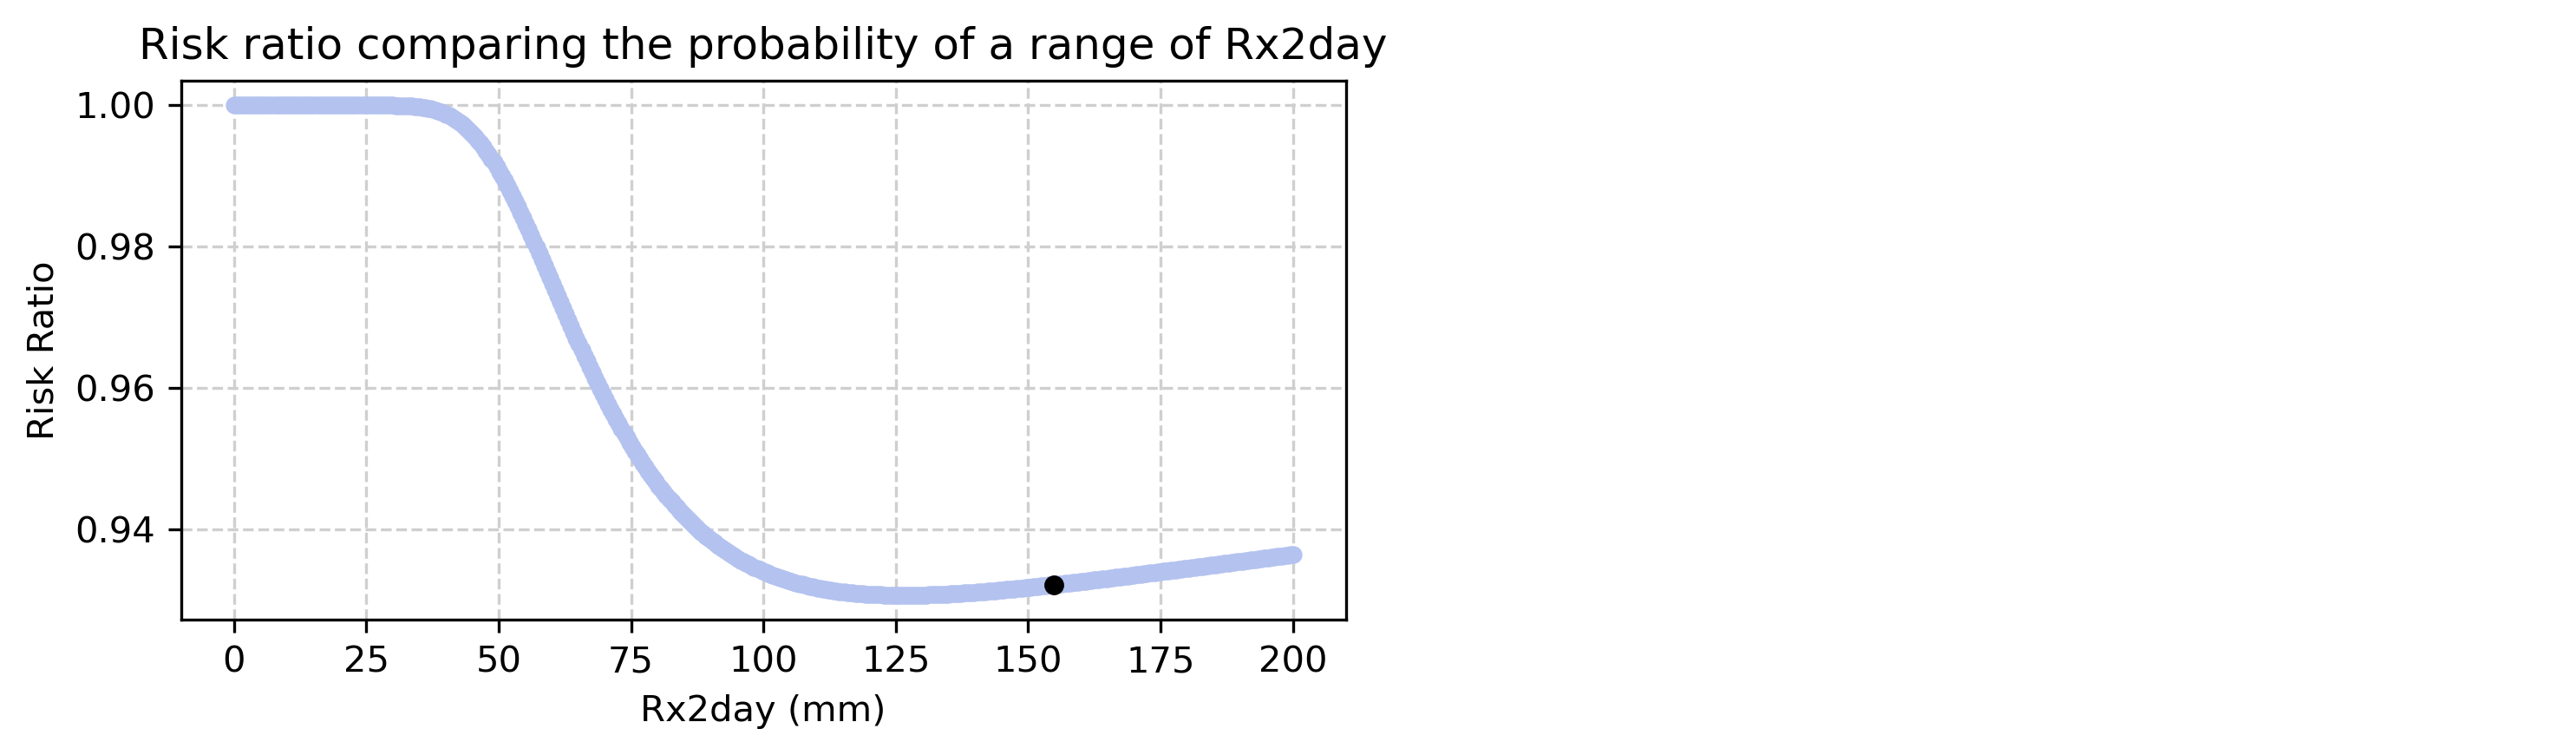 Risk ratio comparing the probability of a range of Rx2day
1.00
0.98
0.96
0.94
Risk Ratio
0 25 50 75 100 125 150 175 200
Rx2day (mm)